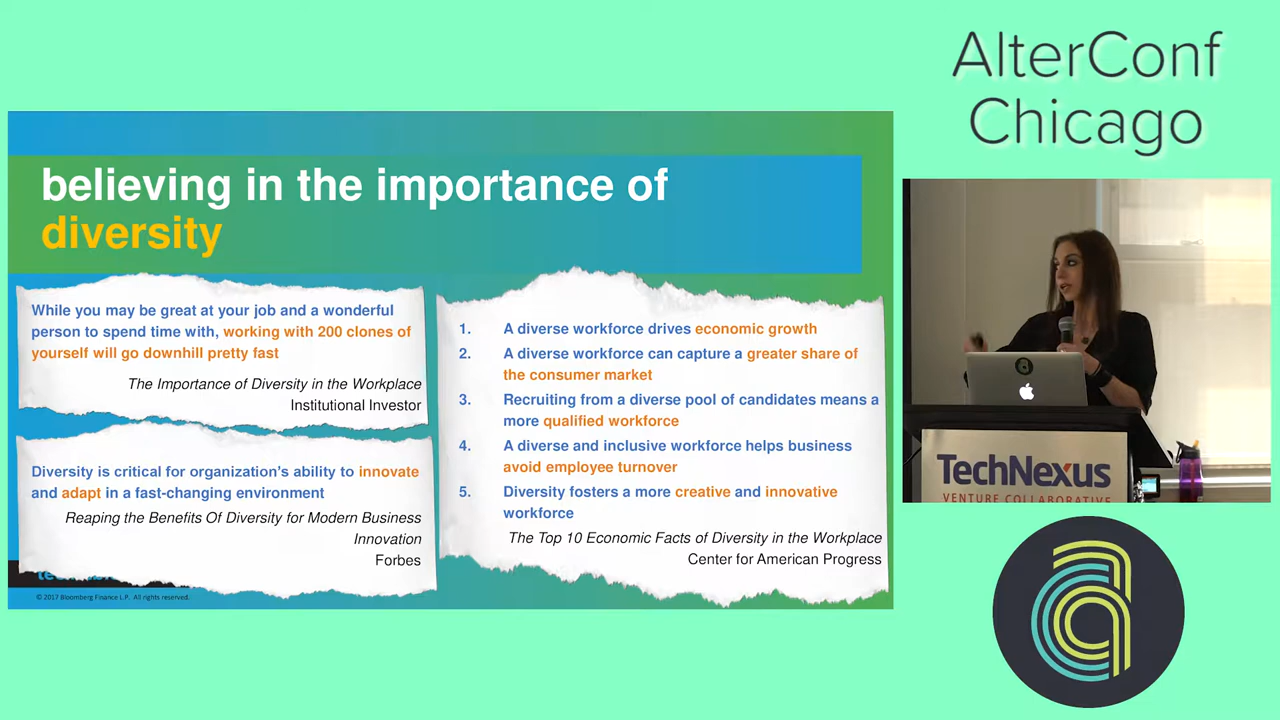 AlterConf
Chicago
believing in the importance of
diversity
While you may be great at your job and a wonderful
person to spend time with, working with 200 clones of
yourself will go downhill pretty fast
The Importance of Diversity in the Workplace
Institutional Investor
Diversity is critical for organization's ability to innovate
and adapt in a fast-changing environment
Reaping the Benefits Of Diversity for Modern Business
Innovation
Forbes
1. A diverse workforce drives economic growth
2. A diverse workforce can capture a greater share of
the consumer market
3. Recruiting from a diverse pool of candidates means a
more qualified workforce
4. A diverse and inclusive workforce helps business
avoid employee turnover
5. Diversity fosters a more creative and innovative
workforce
The Top 10 Economic Facts of Diversity in the Workplace
Center for American Progress
© 2017 Bloomberg Finance L.P. All rights reserved.
TechNexus
VENTURE COLLABORATIVE